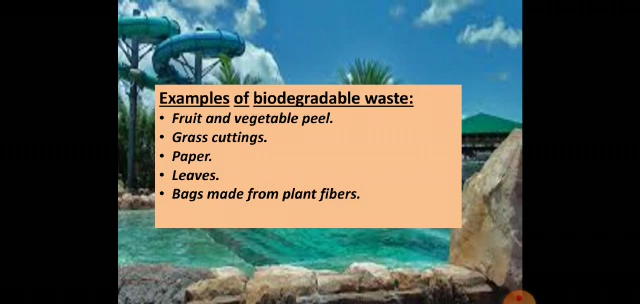 Examples of biodegradable waste:
• Fruit and vegetable peel.
• Grass cuttings.
• Paper.
• Leaves.
• Bags made from plant fibers.